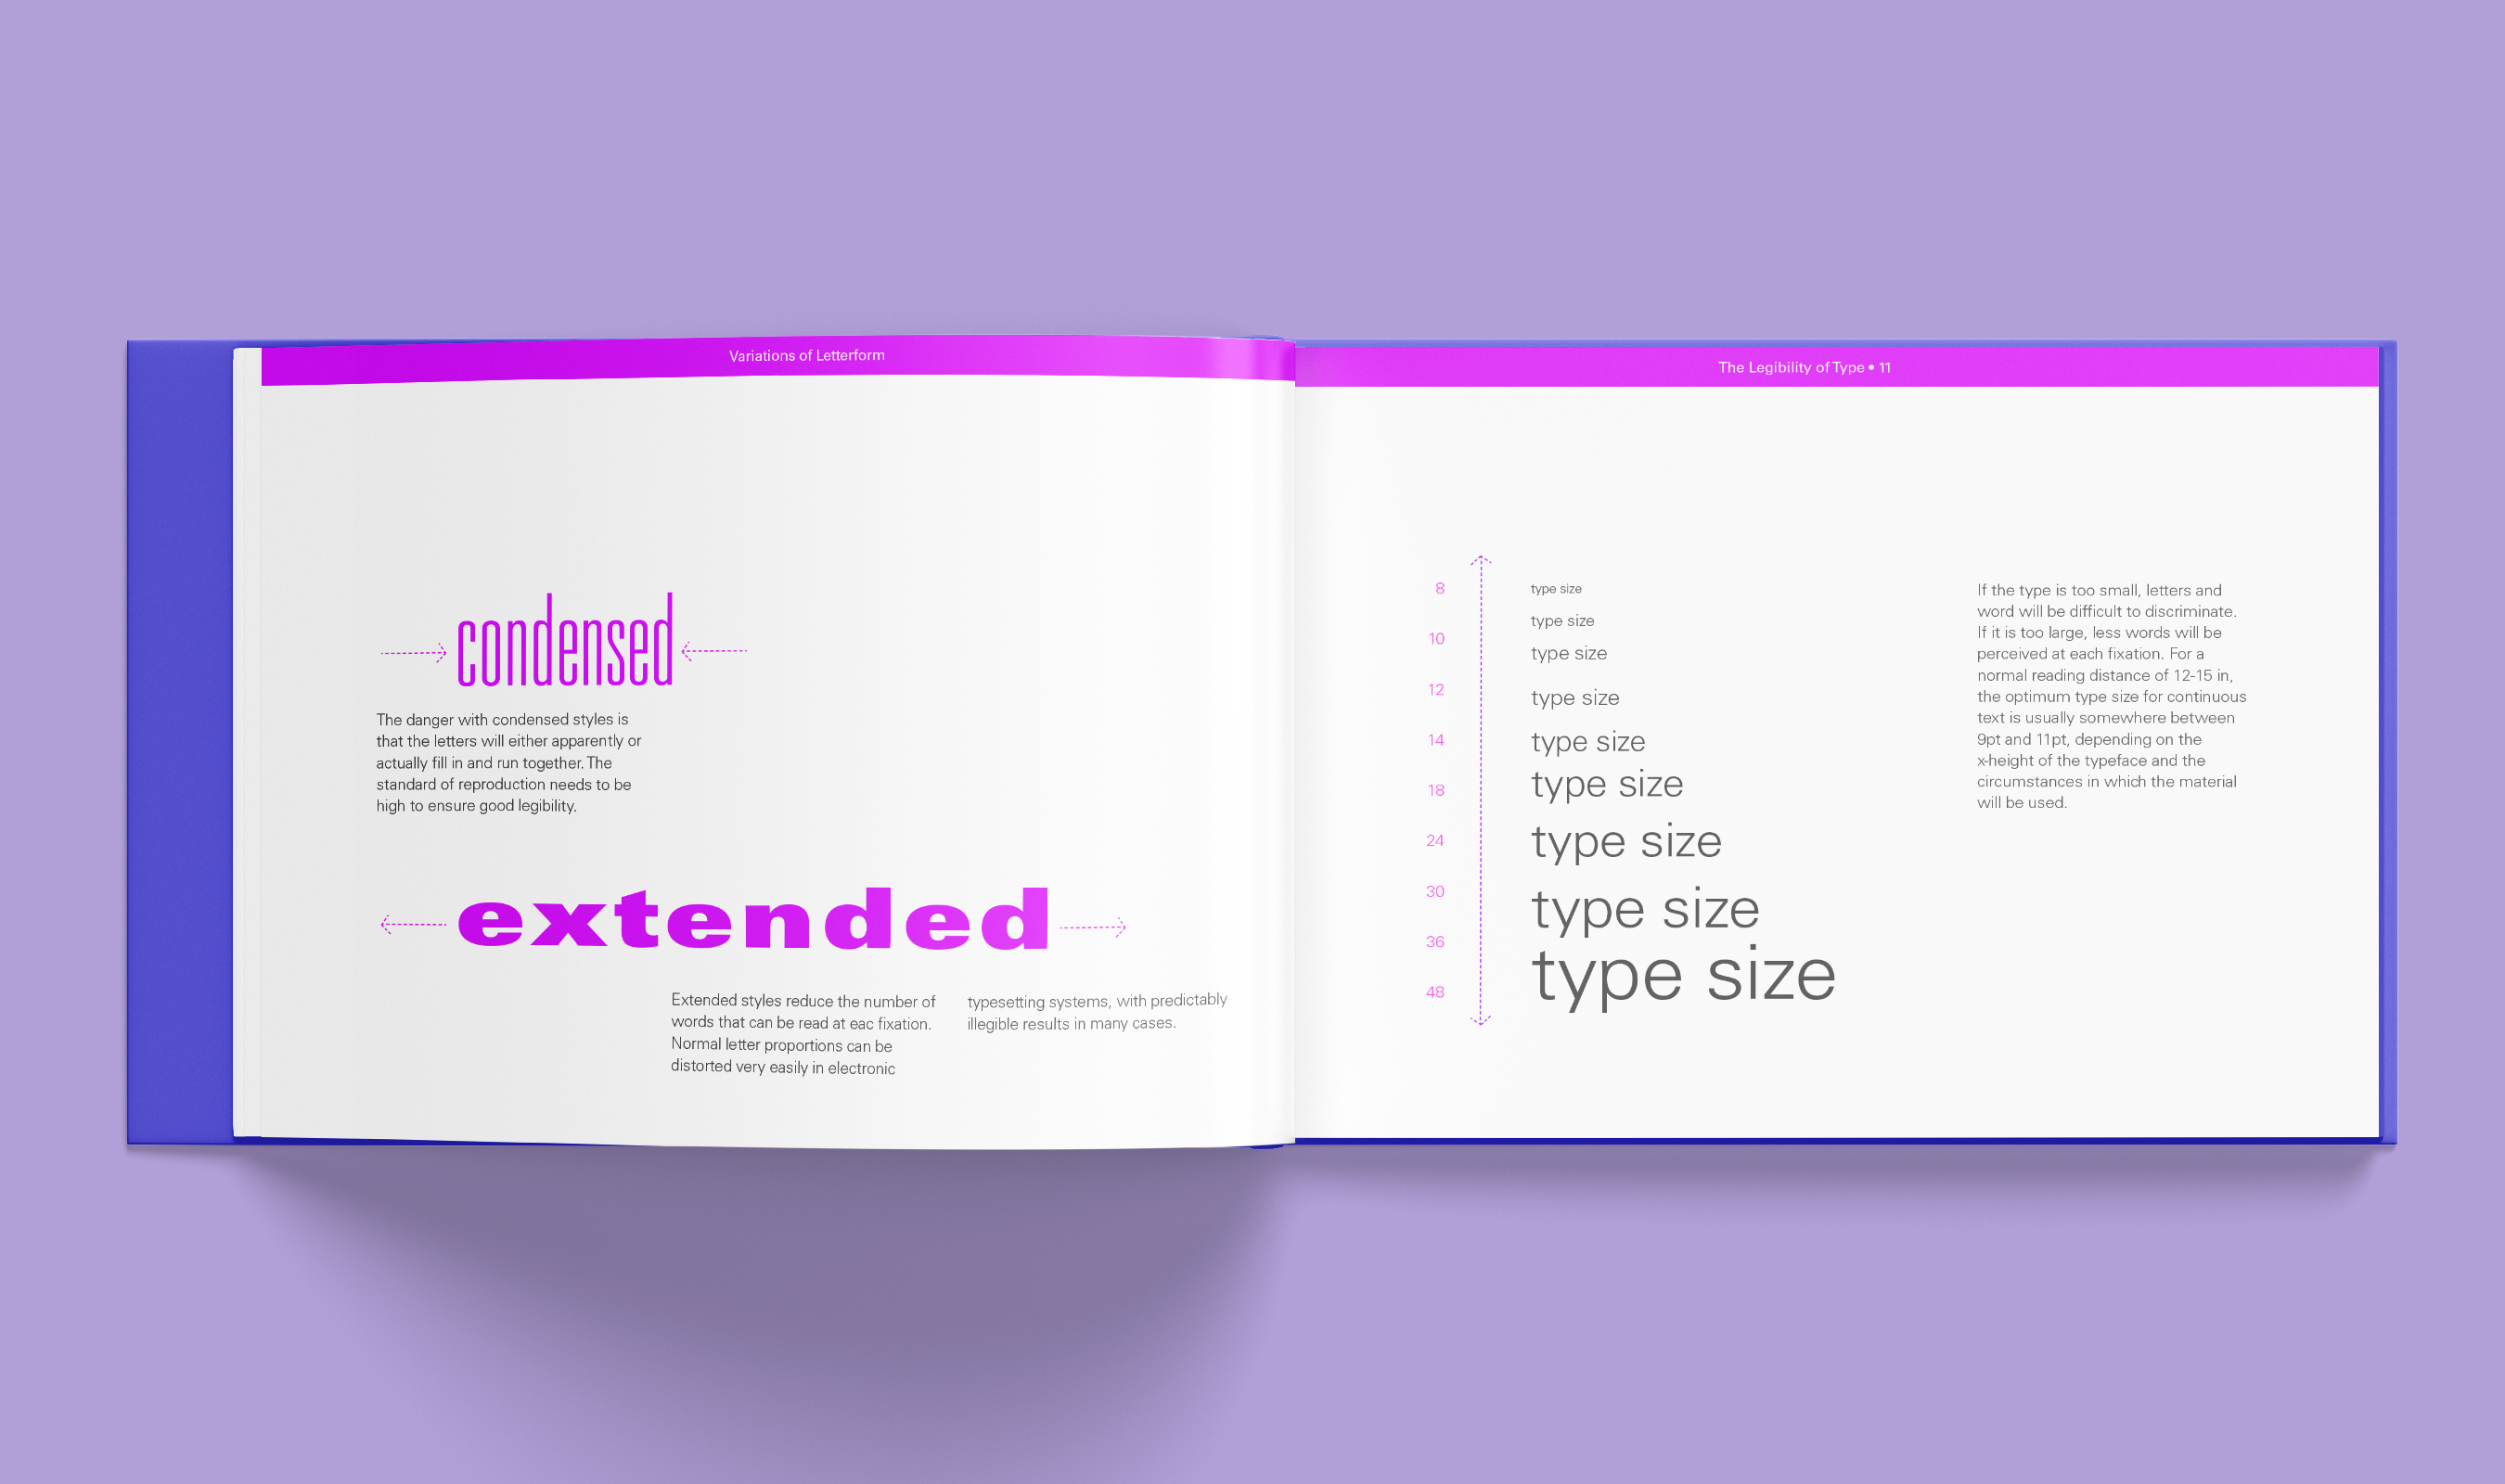 Variations of Letterform
condensed
The danger with condensed styles is
that the letters will either apparently or
actually fill in and run together. The
standard of reproduction needs to be
high to ensure good legibility.
extended
Extended styles reduce the number of
words that can be read at eac fixation.
Normal letter proportions can be
distorted very easily in electronic
typesetting systems, with predictably
illegible results in many cases.
The Legibility of Type • 11
8
10
12
14
18
24
30
36
48
type size
type size
type size
type size
type size
type size
type size
type size
type size
If the type is too small, letters and
word will be difficult to discriminate.
If it is too large, less words will be
perceived at each fixation. For a
normal reading distance of 12-15 in,
the optimum type size for continuous
text is usually somewhere between
9pt and 11pt, depending on the
x-height of the typeface and the
circumstances in which the material
will be used.